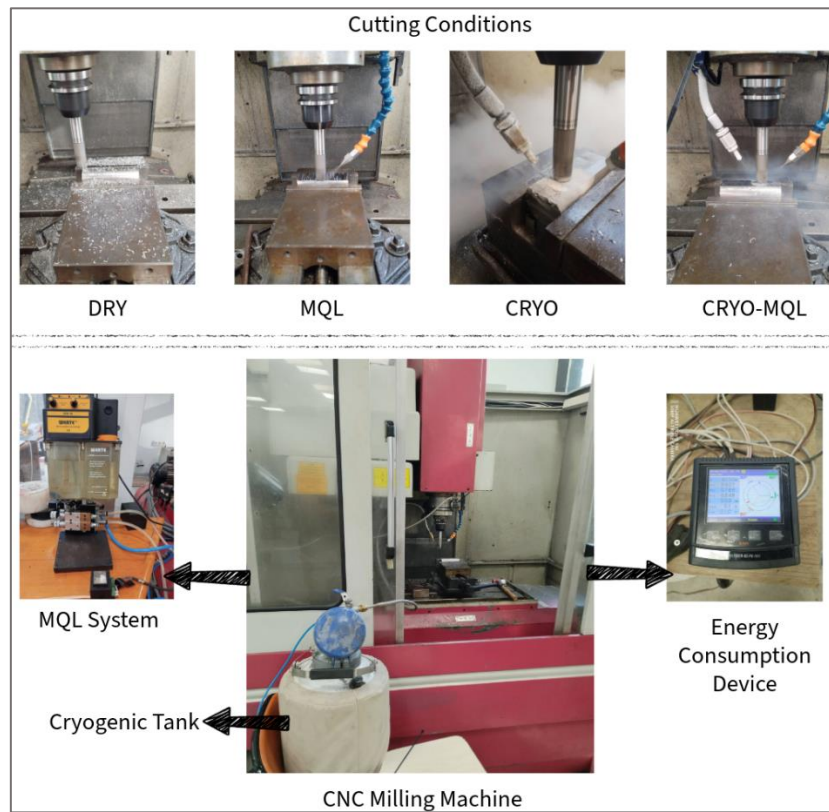 Cutting Conditions
DRY
MQL
CRYO
CRYO-MQL
MQL System
Energy
Consumption
Device
Cryogenic Tank
CNC Milling Machine